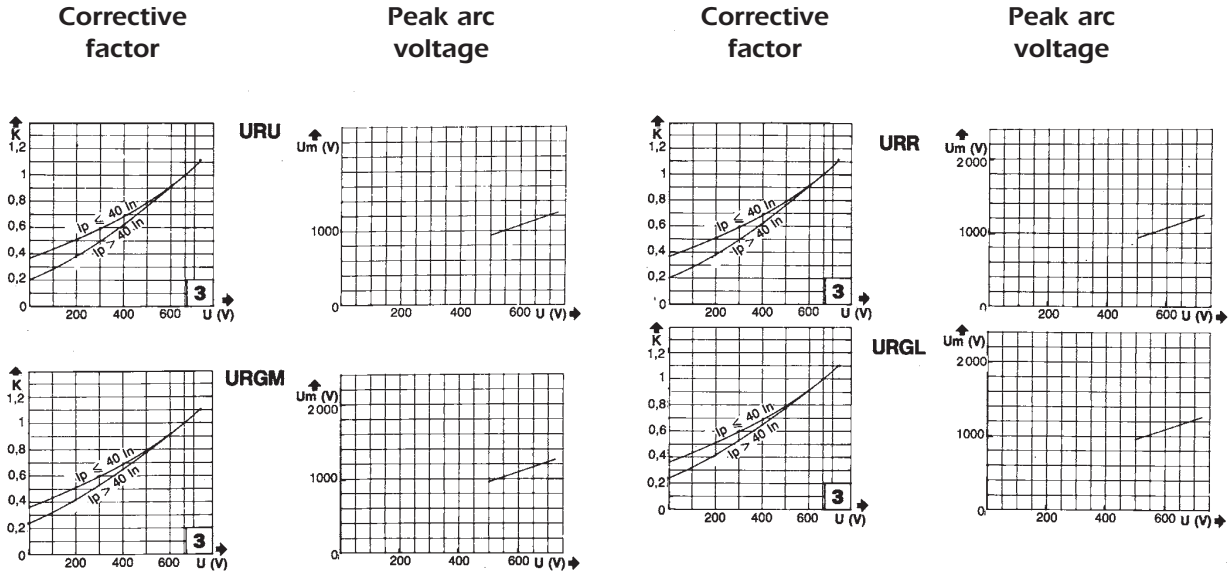 Corrective
factor
Peak arc
voltage
Corrective
factor
Peak arc
voltage
K
1,2
1
0,8
0,6
0,4
0,2
0
Ip ≤ 40 In
Ip > 40 In
3
200 400 600 U (V)
URU
Um (V)
1000
0
200 400 600 U (V)
K
1,2
1
0,8
0,6
0,4
0,2
0
Ip ≤ 40 In
Ip > 40 In
3
200 400 600 U (V)
URR
Um (V)
2000
1000
0
200 400 600 U (V)
K
1,2
1
0,8
0,6
0,4
0,2
0
Ip ≤ 40 In
Ip > 40 In
3
200 400 600 U (V)
URGM
Um (V)
2000
1000
0
200 400 600 U (V)
K
1,2
1
0,8
0,6
0,4
0,2
0
Ip ≤ 40 In
Ip > 40 In
3
200 400 600 U (V)
URGL
Um (V)
2000
1000
0
200 400 600 U (V)